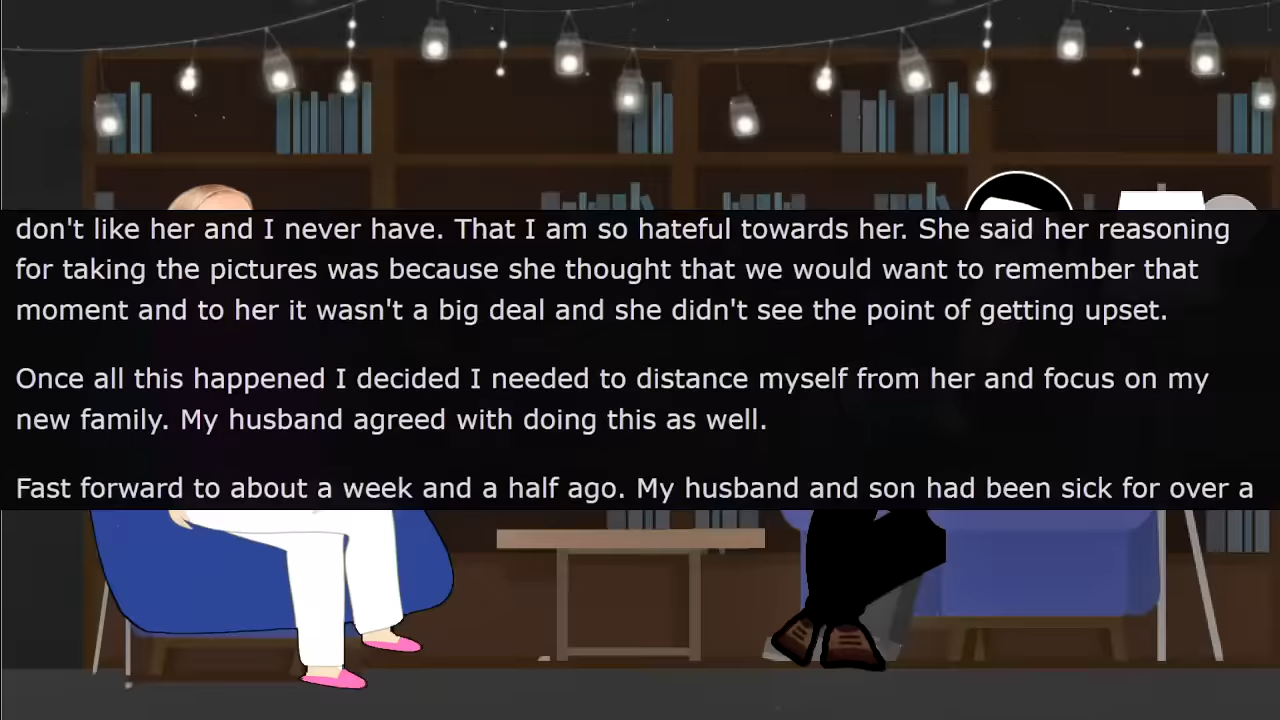 don't like her and I never have. That I am so hateful towards her. She said her reasoning
for taking the pictures was because she thought that we would want to remember that
moment and to her it wasn't a big deal and she didn't see the point of getting upset.
Once all this happened I decided I needed to distance myself from her and focus on my
new family. My husband agreed with doing this as well.
Fast forward to about a week and a half ago. My husband and son had been sick for over a